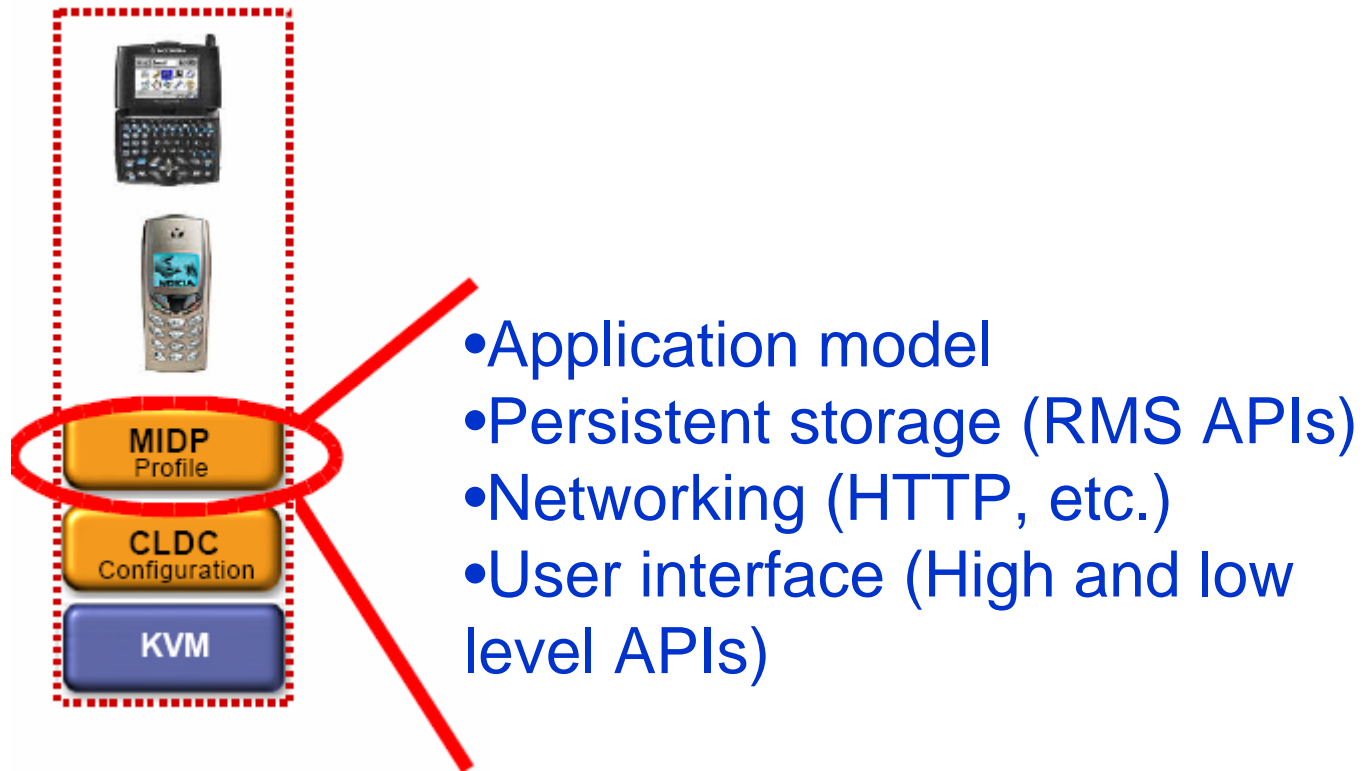 NOKIA
MIDP
Profile
CLDC
Configuration
KVM
•Application model
•Persistent storage (RMS APIs)
•Networking (HTTP, etc.)
•User interface (High and low
level APIs)